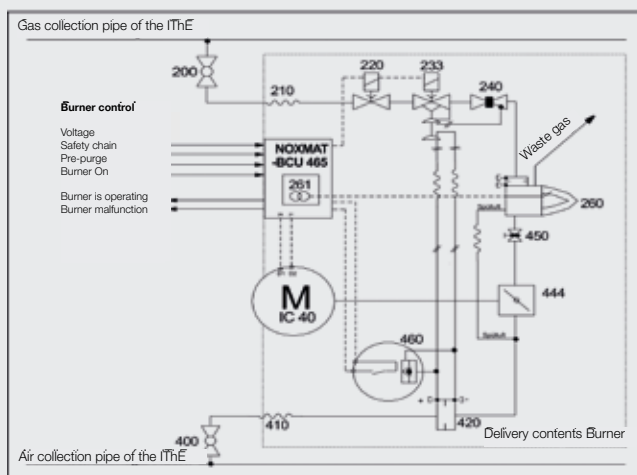 Gas collection pipe of the IThE
200
210
220
233
240
Burner control
Voltage
Safety chain
Pre-purge
Burner On
Burner is operating
Burner malfunction
NOXMAT
-BCU 465
261
Waste gas
260
450
444
M
IC 40
460
+
-
420
410
400
Delivery contents Burner
Air collection pipe of the IThE